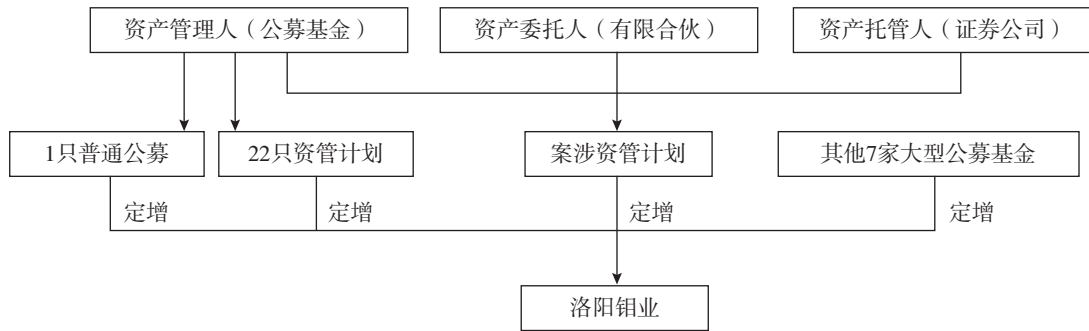 资产管理人（公募基金）
资产委托人（有限合伙）
资产托管人（证券公司）
1只普通公募
22只资管计划
案涉资管计划
其他7家大型公募基金
定增
定增
定增
定增
洛阳钼业